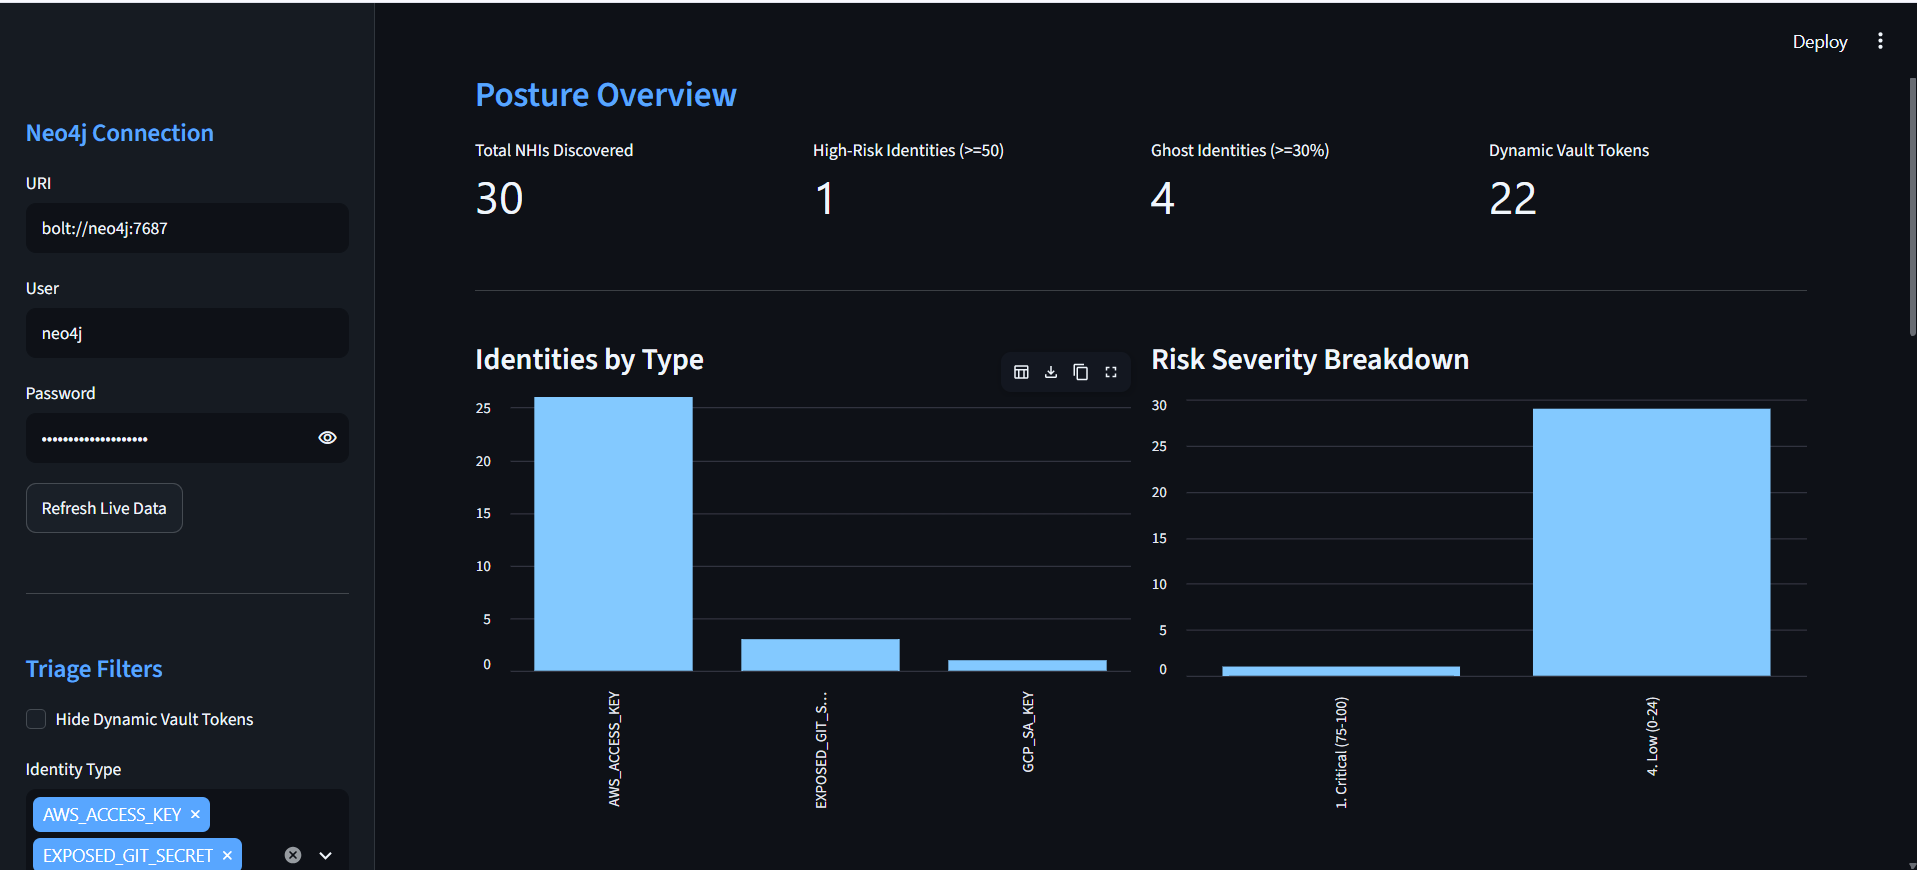 Deploy
Neo4j Connection
URI
bolt://neo4j:7687
User
neo4j
Password
••••••••••••••••••••
Refresh Live Data
Triage Filters
Hide Dynamic Vault Tokens
Identity Type
AWS_ACCESS_KEY ×
EXPOSED_GIT_SECRET ×
Posture Overview
Total NHIs Discovered
30
High-Risk Identities (>=50)
1
Ghost Identities (>=30%)
4
Dynamic Vault Tokens
22
Identities by Type
25
20
15
10
5
0
AWS_ACCESS_KEY
EXPOSED_GIT_S...
GCP_SA_KEY
Risk Severity Breakdown
30
25
20
15
10
5
0
1. Critical (75-100)
4. Low (0-24)